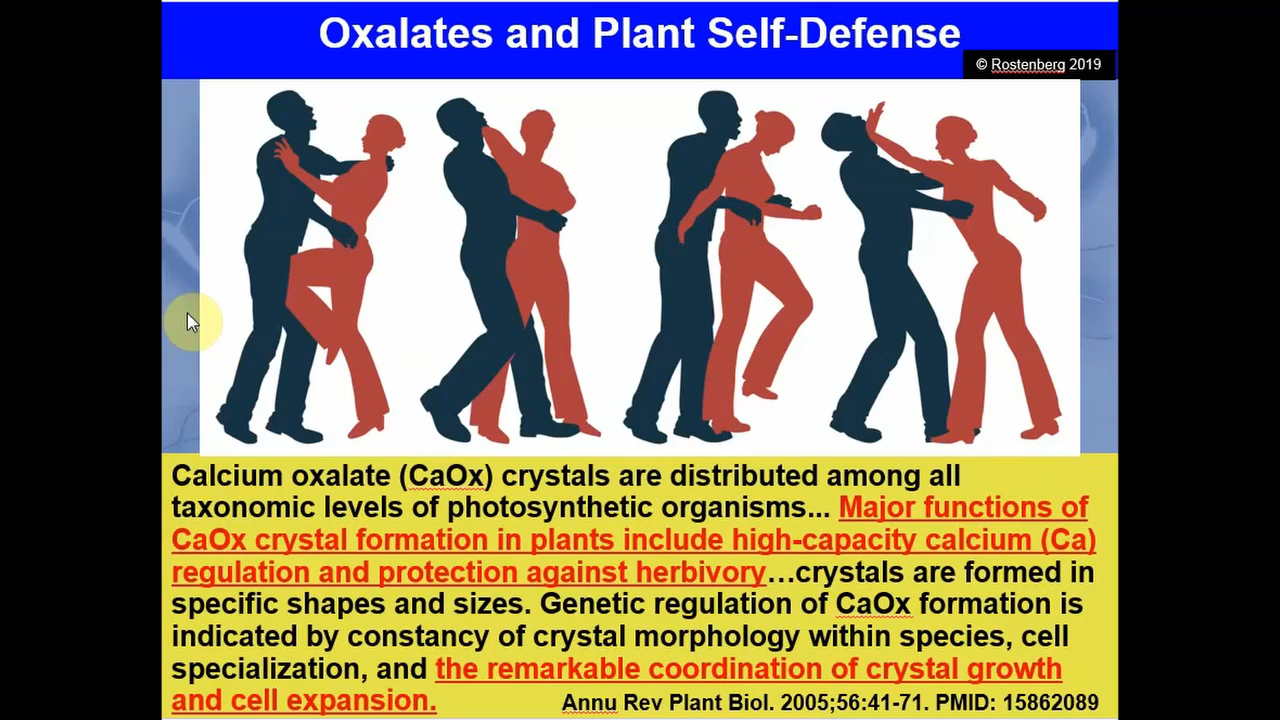 Oxalates and Plant Self-Defense
© Rostenberg 2019
Calcium oxalate (CaOx) crystals are distributed among all
taxonomic levels of photosynthetic organisms... Major functions of
CaOx crystal formation in plants include high-capacity calcium (Ca)
regulation and protection against herbivory…crystals are formed in
specific shapes and sizes. Genetic regulation of CaOx formation is
indicated by constancy of crystal morphology within species, cell
specialization, and the remarkable coordination of crystal growth
and cell expansion.
Annu Rev Plant Biol. 2005;56:41-71. PMID: 15862089